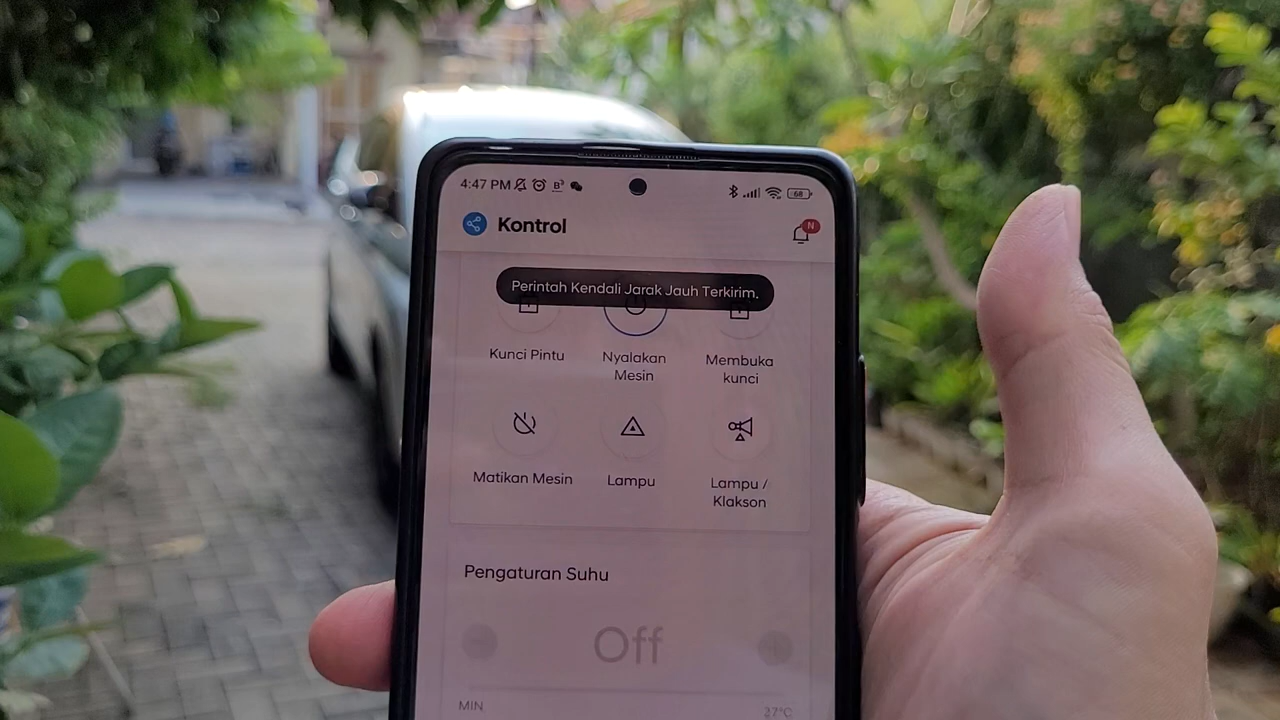 4:47 PM
68
Kontrol
N
Perintah Kendali Jarak Jauh Terkirim.
Kunci Pintu
Nyalakan
Mesin
Membuka
kunci
Matikan Mesin
Lampu
Lampu /
Klakson
Pengaturan Suhu
Off
MIN
27°C